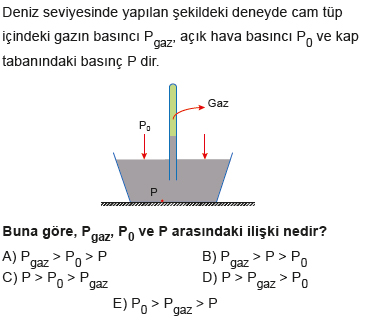 Deniz seviyesinde yapılan şekildeki deneyde cam tüp
içindeki gazın basıncı Pgaz, açık hava basıncı P0 ve kap
tabanındaki basınç P dir.
Gaz
P0
P
Buna göre, Pgaz, P0 ve P arasındaki ilişki nedir?
A) Pgaz > P0 > P B) Pgaz > P > P0
C) P > P0 > Pgaz D) P > Pgaz > P0
E) P0 > Pgaz > P